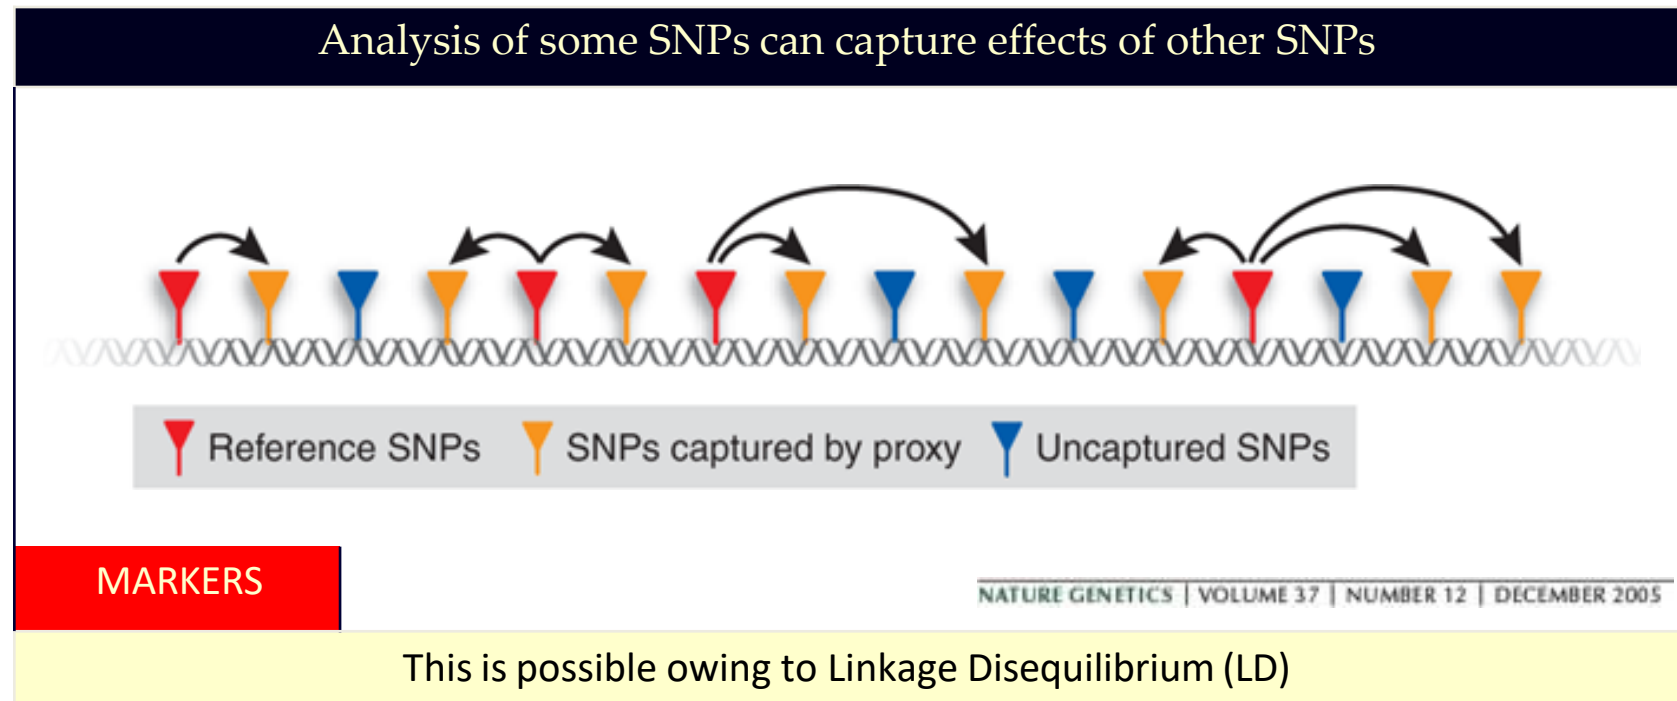 Analysis of some SNPs can capture effects of other SNPs
Reference SNPs SNPs captured by proxy Uncaptured SNPs
MARKERS
NATURE GENETICS | VOLUME 37 | NUMBER 12 | DECEMBER 2005
This is possible owing to Linkage Disequilibrium (LD)